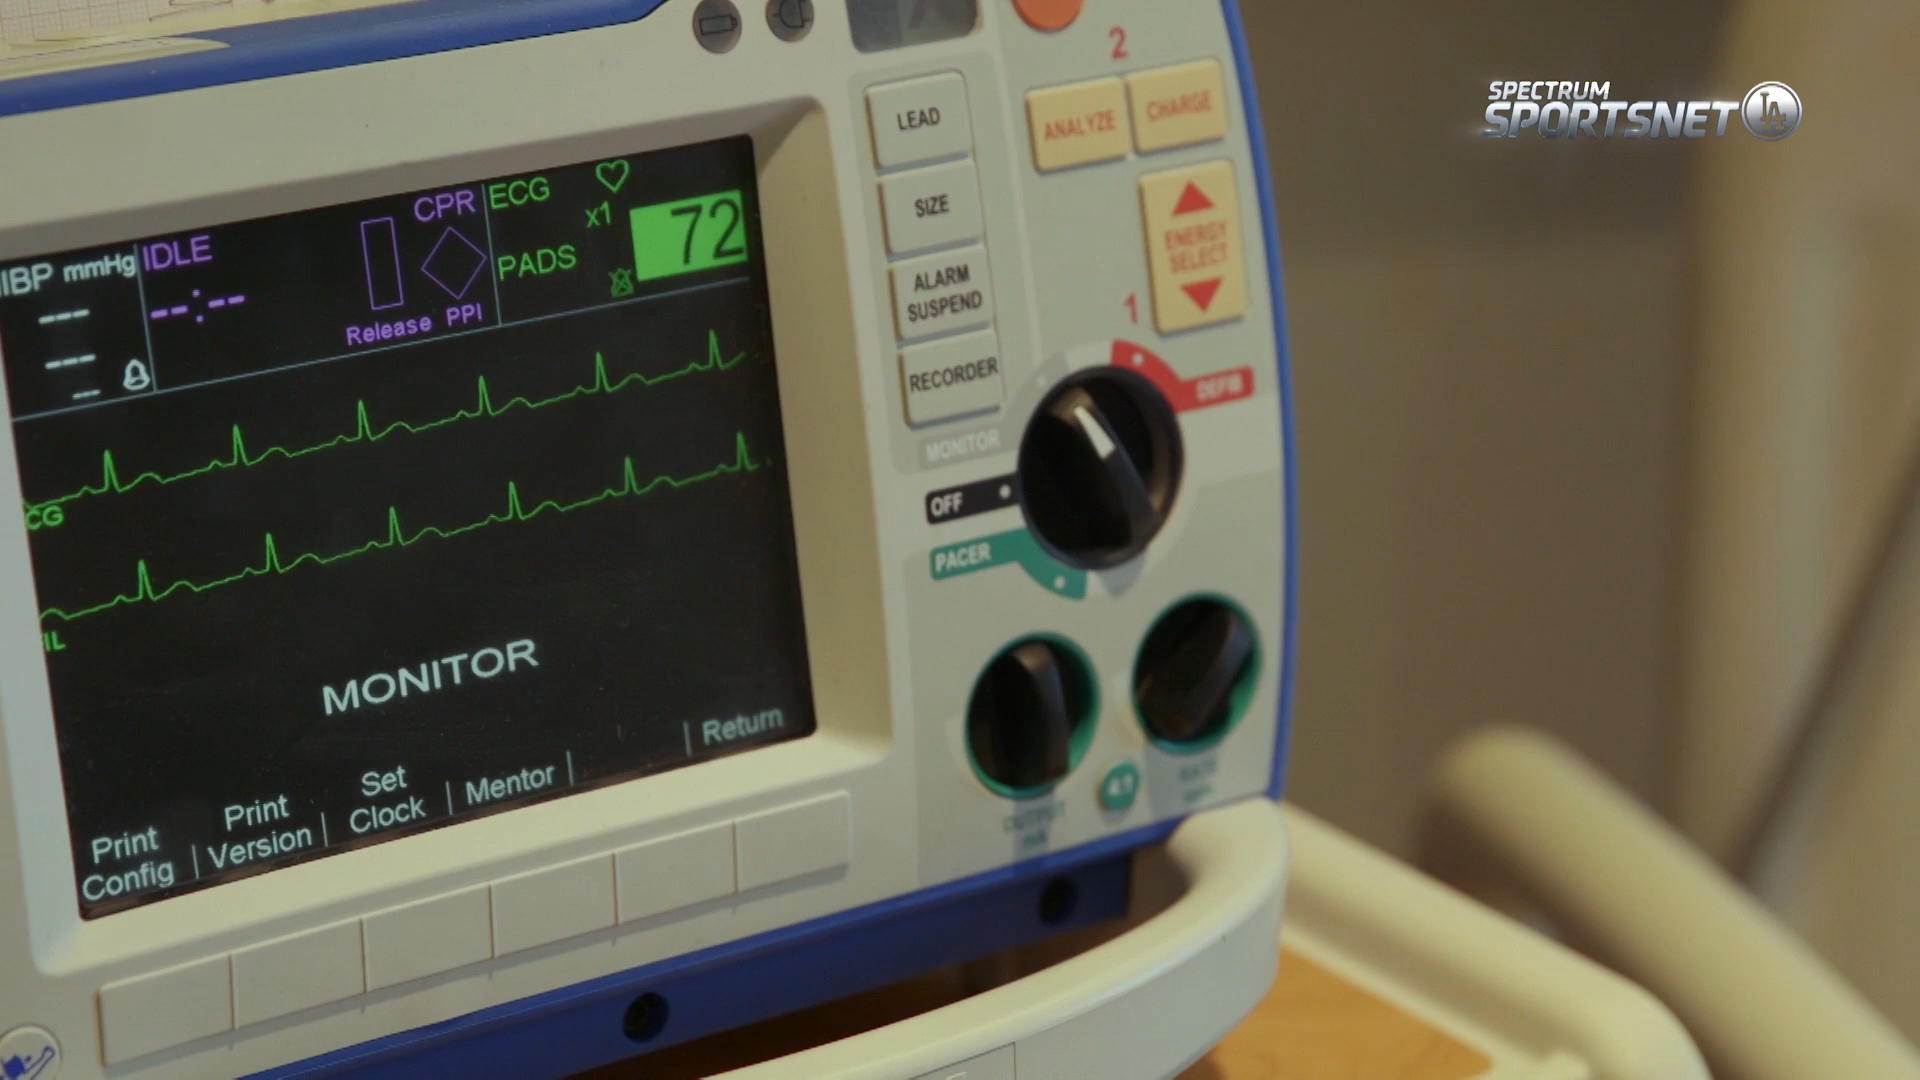 SPECTRUM
SPORTSNET LA
2
ANALYZE
CHARGE
LEAD
SIZE
ALARM
SUSPEND
RECORDER
ENERGY
SELECT
1
DEFIB
MONITOR
OFF
PACER
IBP mmHg
---
---
--
IDLE
--:--
CPR
Release PPI
ECG
x1
PADS
72
CG
IL
MONITOR
Print
Config
Print
Version
Set
Clock
Mentor
Return
OUTPUT
mA